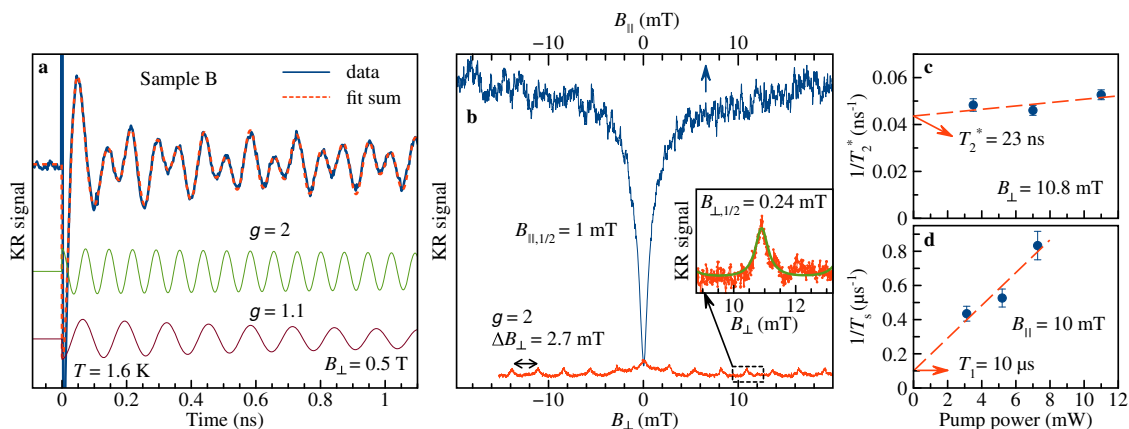 a
Sample B
data
fit sum
KR signal
g = 2
g = 1.1
T = 1.6 K
B⊥ = 0.5 T
0 0.2 0.4 0.6 0.8 1
Time (ns)
B|| (mT)
−10 0 10
b
B||,1/2 = 1 mT
KR signal
g = 2
ΔB⊥ = 2.7 mT
B⊥,1/2 = 0.24 mT
KR signal
10 11 12 13
B⊥ (mT)
−10 0 10
B⊥ (mT)
c
1/T2* (ns⁻¹)
0.06
0.04
0.02
0
T2* = 23 ns
B⊥ = 10.8 mT
d
1/Ts (µs⁻¹)
1
0.8
0.6
0.4
0.2
0
B|| = 10 mT
T1 = 10 µs
0 2 4 6 8 10 12
Pump power (mW)